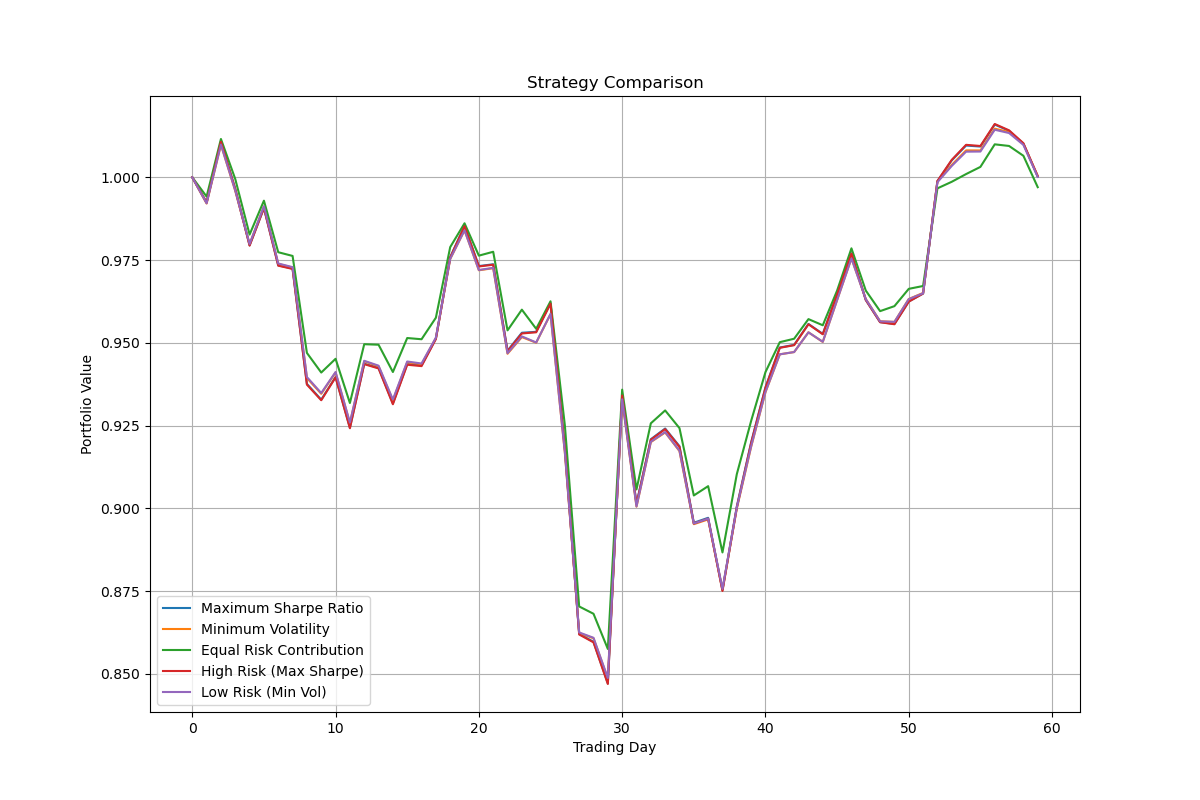 Strategy Comparison
1.000
0.975
0.950
0.925
0.900
0.875
0.850
Portfolio Value
Maximum Sharpe Ratio
Minimum Volatility
Equal Risk Contribution
High Risk (Max Sharpe)
Low Risk (Min Vol)
0 10 20 30 40 50 60
Trading Day